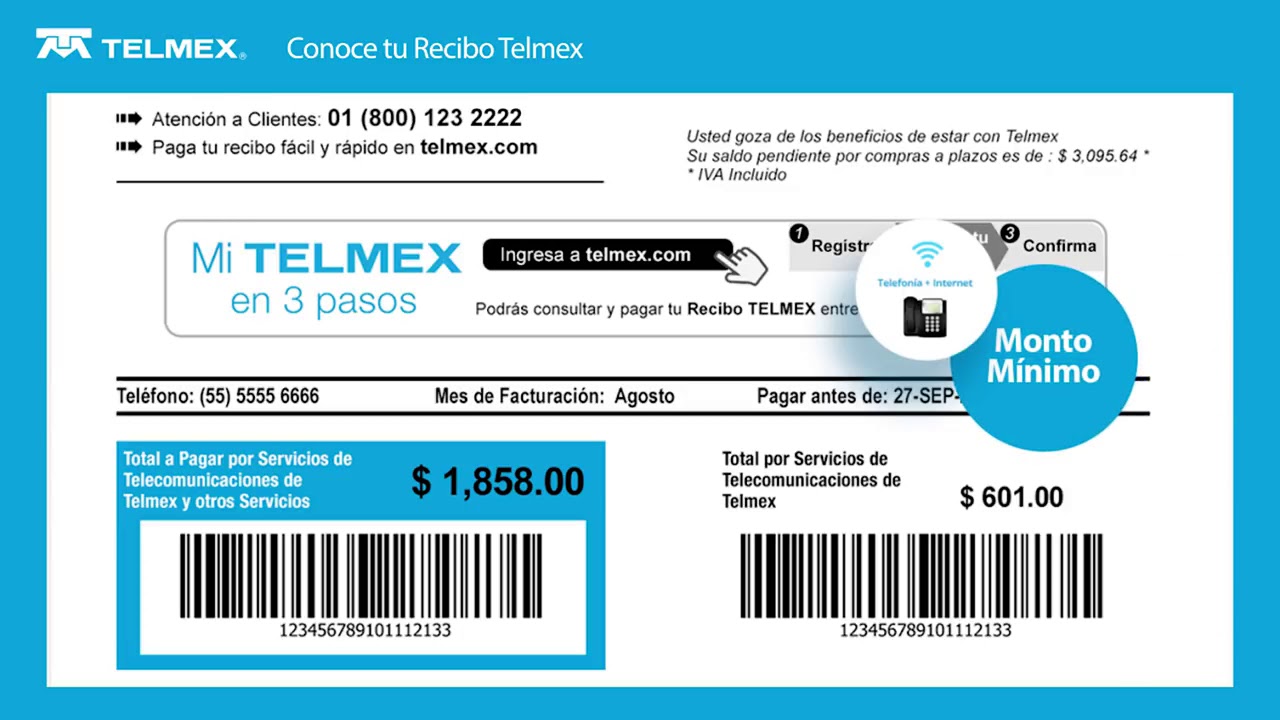 TELMEX® Conoce tu Recibo Telmex
Atención a Clientes: 01 (800) 123 2222
Paga tu recibo fácil y rápido en telmex.com
Usted goza de los beneficios de estar con Telmex
Su saldo pendiente por compras a plazos es de : $ 3,095.64 *
* IVA Incluido
Mi TELMEX
en 3 pasos
Ingresa a telmex.com
1
tu
3 Confirma
Podrás consultar y pagar tu Recibo TELMEX entre
Telefonía + Internet
Monto
Mínimo
Teléfono: (55) 5555 6666 Mes de Facturación: Agosto Pagar antes de: 27-SEP-
Total a Pagar por Servicios de
Telecomunicaciones de
Telmex y otros Servicios
$ 1,858.00
123456789101112133
Total por Servicios de
Telecomunicaciones de
Telmex
$ 601.00
123456789101112133